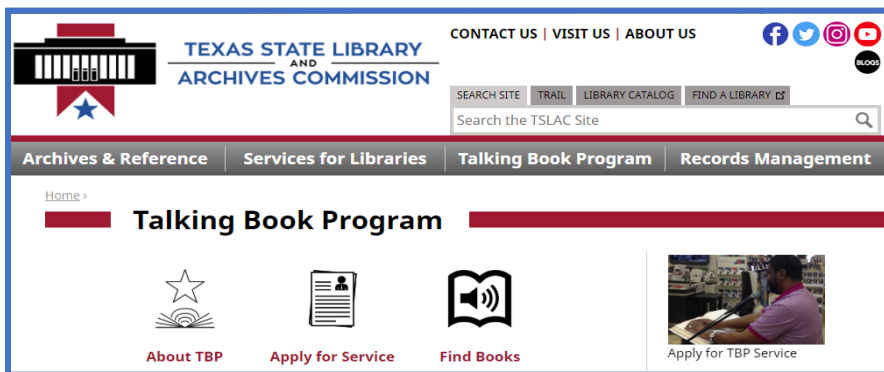 TEXAS STATE LIBRARY
AND
ARCHIVES COMMISSION
CONTACT US | VISIT US | ABOUT US
BLOGS
SEARCH SITE TRAIL LIBRARY CATALOG FIND A LIBRARY
Search the TSLAC Site
Archives & Reference Services for Libraries Talking Book Program Records Management
Home ›
Talking Book Program
About TBP Apply for Service Find Books
Apply for TBP Service